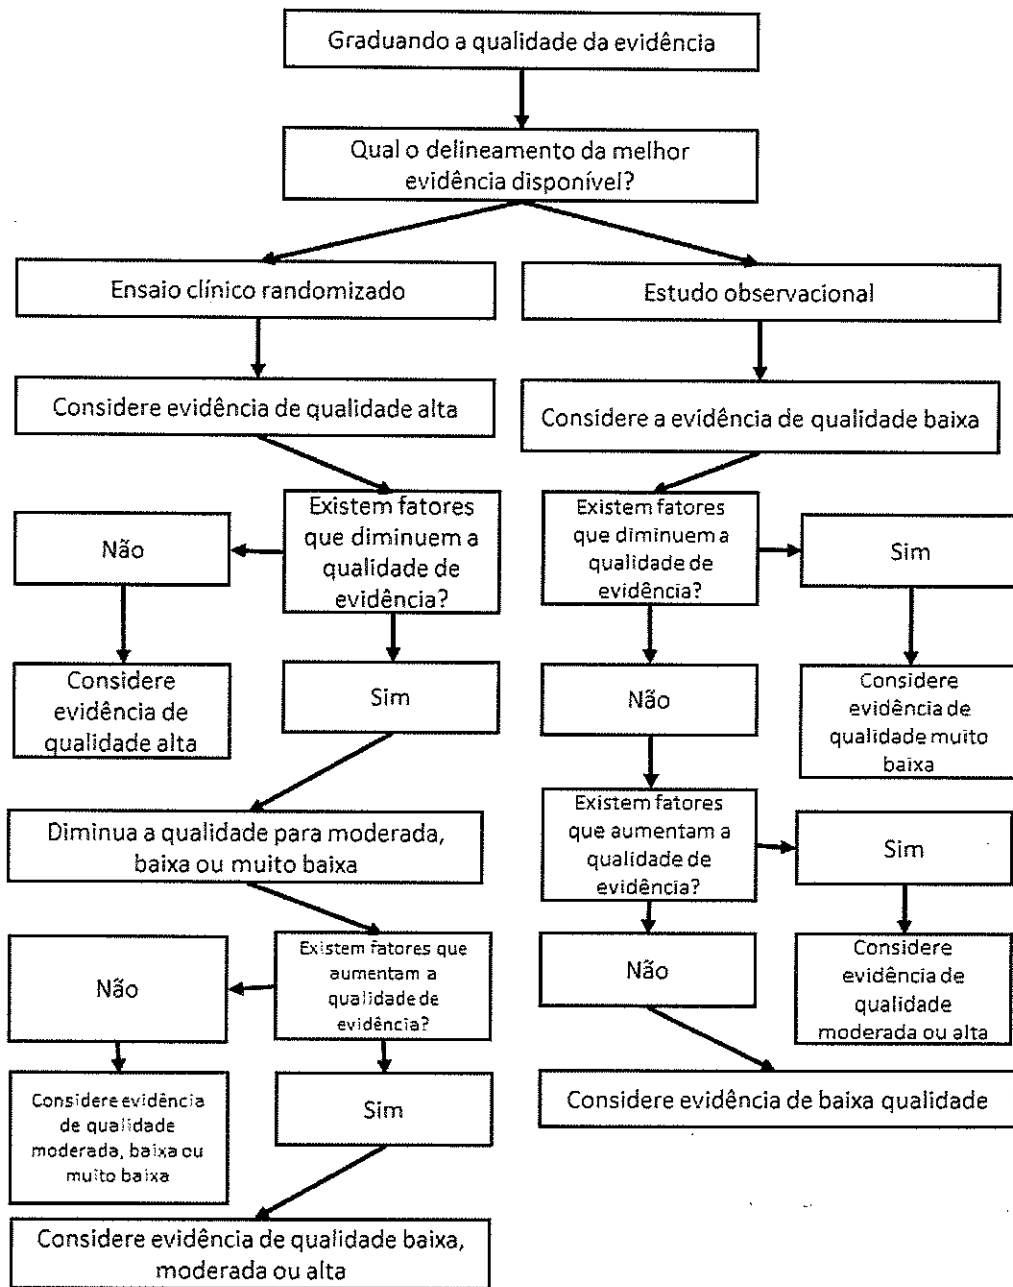 Graduando a qualidade da evidência
Qual o delineamento da melhor
evidência disponível?
Ensaio clínico randomizado
Estudo observacional
Considere evidência de qualidade alta
Considere a evidência de qualidade baixa
Existem fatores
que diminuem a
qualidade de
evidência?
Não
Existem fatores
que diminuem a
qualidade de
evidência?
Sim
Considere
evidência de
qualidade alta
Sim
Não
Considere
evidência de
qualidade muito
baixa
Diminua a qualidade para moderada,
baixa ou muito baixa
Existem fatores
que aumentam a
qualidade de
evidência?
Sim
Não
Existem fatores que
aumentam a
qualidade de
evidência?
Não
Considere
evidência de
qualidade
moderada ou alta
Considere evidência
de qualidade
moderada, baixa ou
muito baixa
Sim
Considere evidência de baixa qualidade
Considere evidência de qualidade baixa,
moderada ou alta